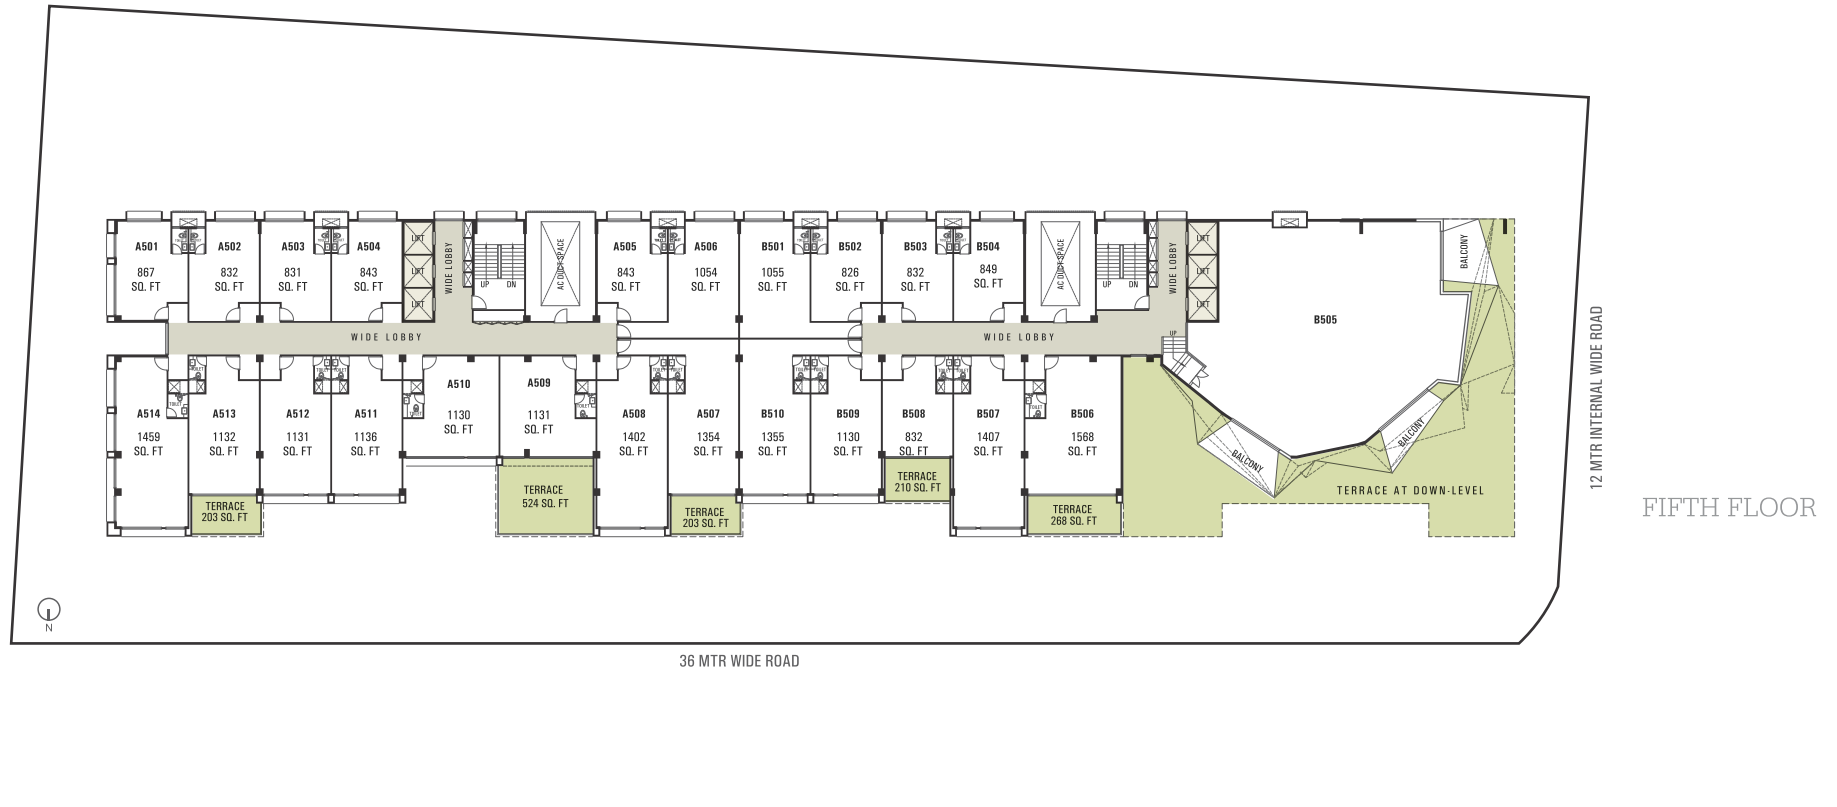 A501
867
SQ. FT
A502
832
SQ. FT
A503
831
SQ. FT
A504
843
SQ. FT
LIFT
LIFT
LIFT
WIDE LOBBY
UP
DN
AC DUCT SPACE
A505
843
SQ. FT
A506
1054
SQ. FT
B501
1055
SQ. FT
B502
826
SQ. FT
B503
832
SQ. FT
B504
849
SQ. FT
AC DUCT SPACE
UP
DN
WIDE LOBBY
LIFT
LIFT
LIFT
B505
BALCONY
WIDE LOBBY
WIDE LOBBY
UP
A514
1459
SQ. FT
TOILET
A513
1132
SQ. FT
TOILET
A512
1131
SQ. FT
A511
1136
SQ. FT
A510
1130
SQ. FT
TOILET
A509
1131
SQ. FT
TOILET
A508
1402
SQ. FT
A507
1354
SQ. FT
B510
1355
SQ. FT
B509
1130
SQ. FT
B508
832
SQ. FT
B507
1407
SQ. FT
B506
1568
SQ. FT
TOILET
TERRACE
203 SQ. FT
TERRACE
524 SQ. FT
TERRACE
203 SQ. FT
TERRACE
210 SQ. FT
TERRACE
268 SQ. FT
BALCONY
BALCONY
TERRACE AT DOWN-LEVEL
12 MTR INTERNAL WIDE ROAD
FIFTH FLOOR
N
36 MTR WIDE ROAD